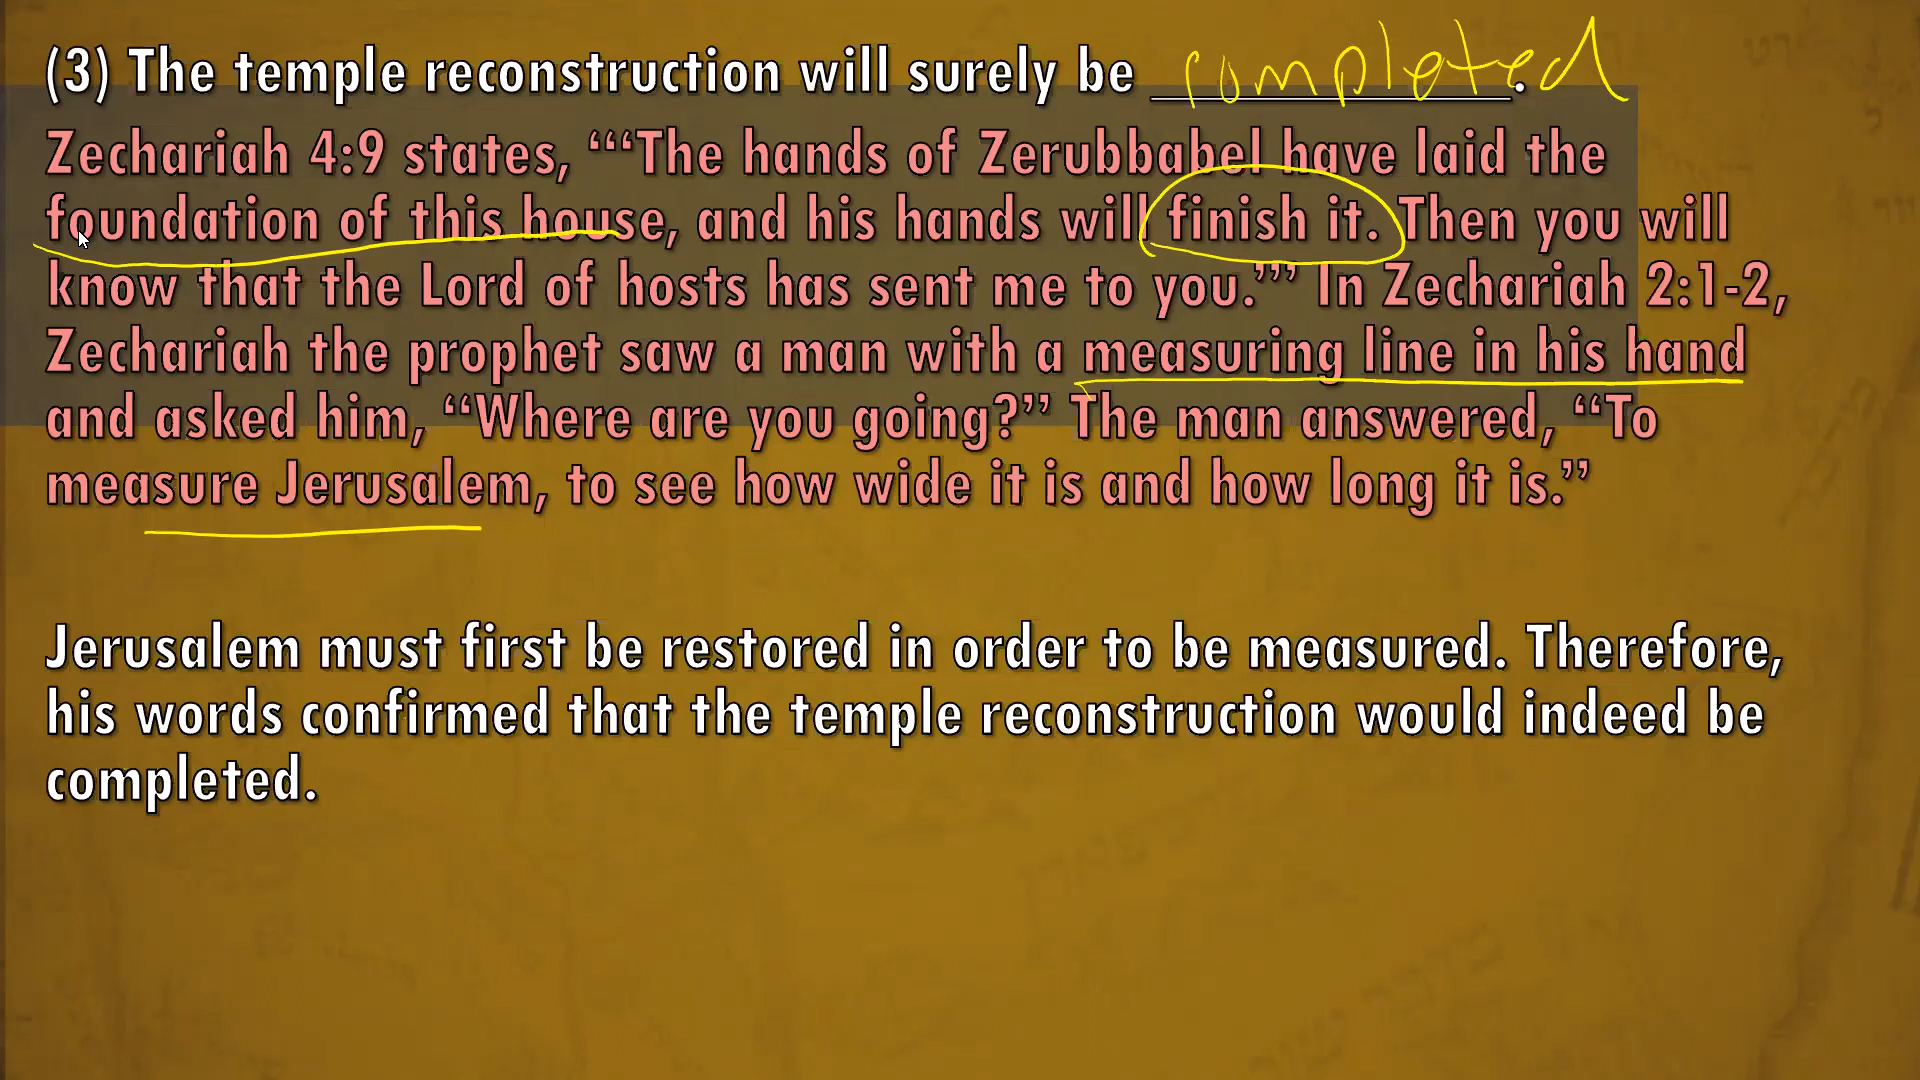 (3) The temple reconstruction will surely be completed.
Zechariah 4:9 states, “‘“The hands of Zerubbabel have laid the
foundation of this house, and his hands will finish it. Then you will
know that the Lord of hosts has sent me to you.”’” In Zechariah 2:1-2,
Zechariah the prophet saw a man with a measuring line in his hand
and asked him, “Where are you going?” The man answered, “To
measure Jerusalem, to see how wide it is and how long it is.”
Jerusalem must first be restored in order to be measured. Therefore,
his words confirmed that the temple reconstruction would indeed be
completed.